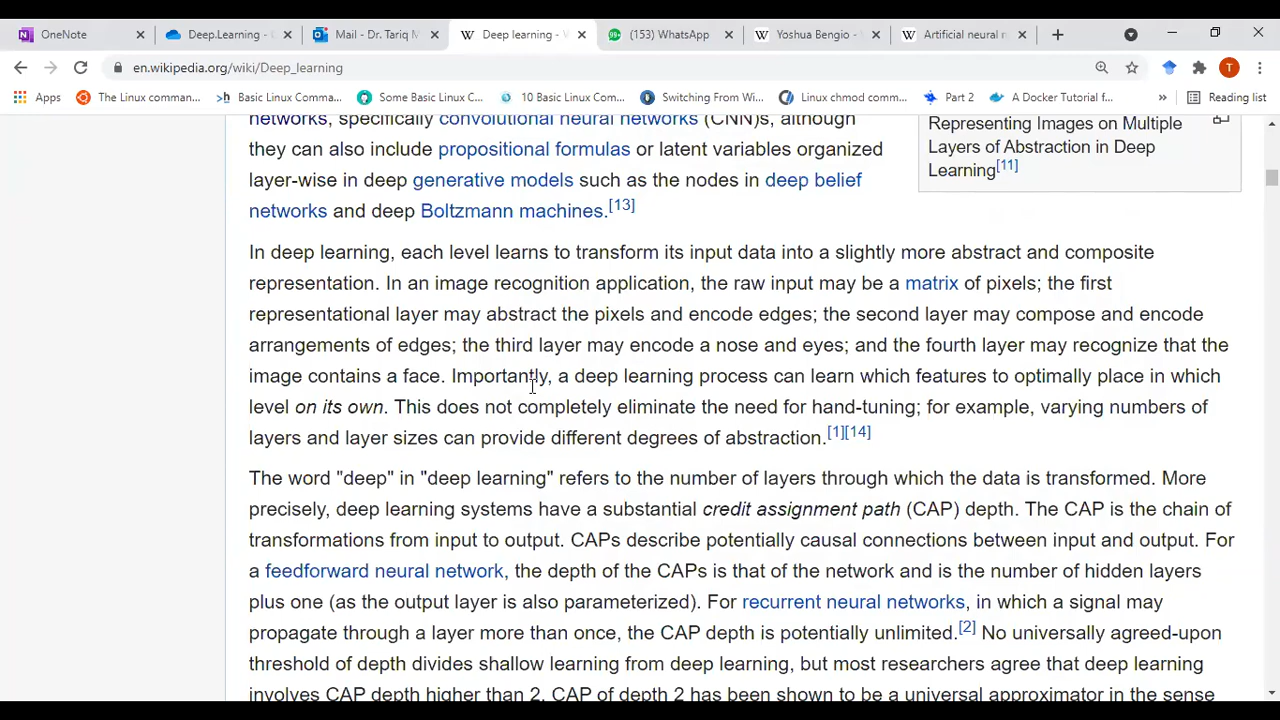 OneNote
Deep.Learning -
Mail - Dr. Tariq M
Deep learning - W
(153) WhatsApp
Yoshua Bengio -
Artificial neural n
en.wikipedia.org/wiki/Deep_learning
Apps
The Linux comman...
Basic Linux Comma...
Some Basic Linux C...
10 Basic Linux Com...
Switching From Wi...
Linux chmod comm...
Part 2
A Docker Tutorial f...
»
Reading list
networks, specifically convolutional neural networks (CNN)s, although
they can also include propositional formulas or latent variables organized
layer-wise in deep generative models such as the nodes in deep belief
networks and deep Boltzmann machines.[13]
Representing Images on Multiple
Layers of Abstraction in Deep
Learning[11]
In deep learning, each level learns to transform its input data into a slightly more abstract and composite
representation. In an image recognition application, the raw input may be a matrix of pixels; the first
representational layer may abstract the pixels and encode edges; the second layer may compose and encode
arrangements of edges; the third layer may encode a nose and eyes; and the fourth layer may recognize that the
image contains a face. Importantly, a deep learning process can learn which features to optimally place in which
level on its own. This does not completely eliminate the need for hand-tuning; for example, varying numbers of
layers and layer sizes can provide different degrees of abstraction.[1][14]
The word "deep" in "deep learning" refers to the number of layers through which the data is transformed. More
precisely, deep learning systems have a substantial credit assignment path (CAP) depth. The CAP is the chain of
transformations from input to output. CAPs describe potentially causal connections between input and output. For
a feedforward neural network, the depth of the CAPs is that of the network and is the number of hidden layers
plus one (as the output layer is also parameterized). For recurrent neural networks, in which a signal may
propagate through a layer more than once, the CAP depth is potentially unlimited.[2] No universally agreed-upon
threshold of depth divides shallow learning from deep learning, but most researchers agree that deep learning
involves CAP depth higher than 2. CAP of depth 2 has been shown to be a universal approximator in the sense